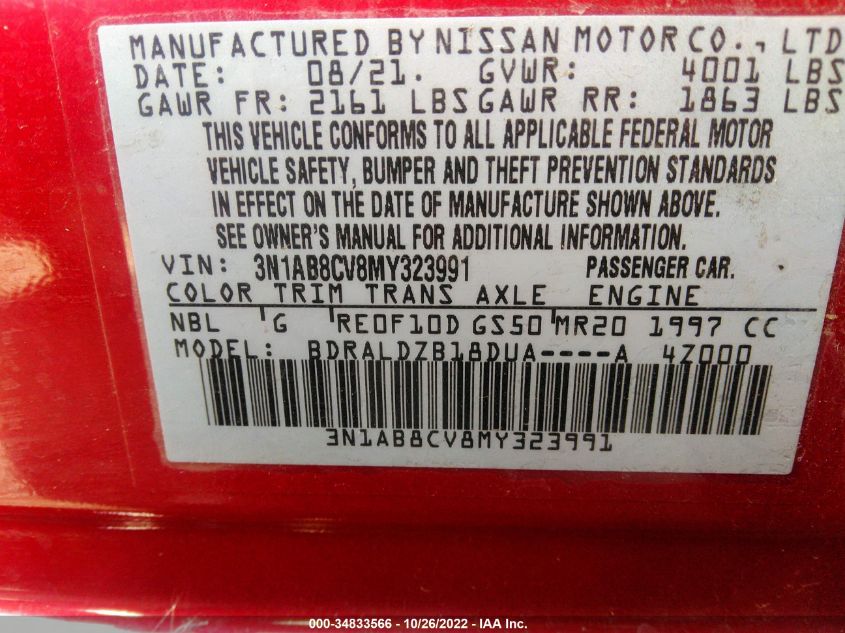 MANUFACTURED BY NISSAN MOTOR CO., LTD
DATE: 08/21. GVWR: 4001 LBS
GAWR FR: 2161 LBS GAWR RR: 1863 LBS
THIS VEHICLE CONFORMS TO ALL APPLICABLE FEDERAL MOTOR
VEHICLE SAFETY, BUMPER AND THEFT PREVENTION STANDARDS
IN EFFECT ON THE DATE OF MANUFACTURE SHOWN ABOVE.
SEE OWNER'S MANUAL FOR ADDITIONAL INFORMATION.
VIN: 3N1AB8CV8MY323991 PASSENGER CAR.
COLOR TRIM TRANS AXLE ENGINE
NBL G RE0F10D GS50 MR20 1997 CC
MODEL: BDRALDZB18DUA----A 4Z000
3N1AB8CV8MY323991
000-34833566 - 10/26/2022 - IAA Inc.